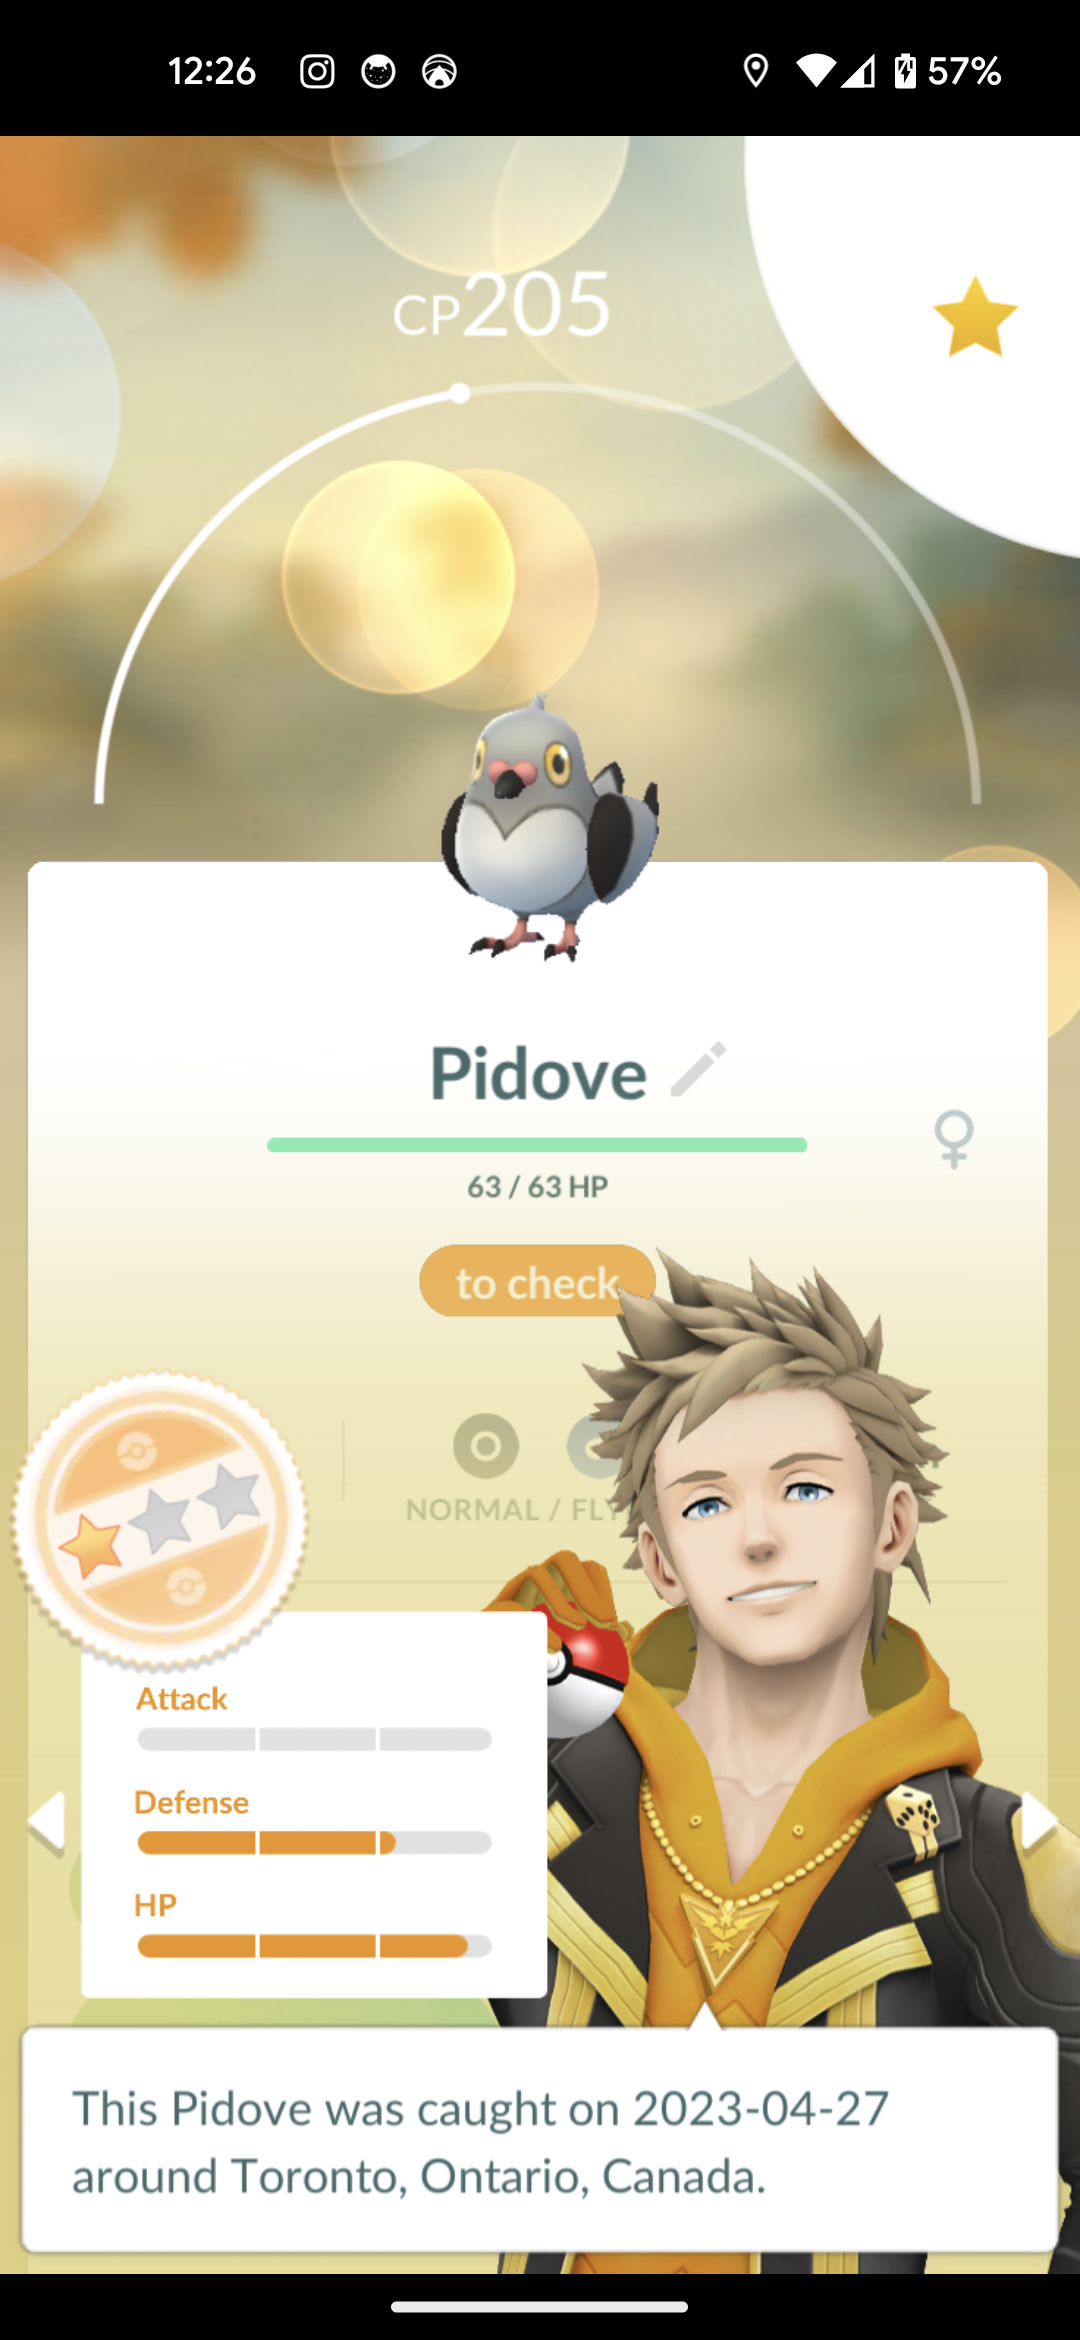 12:26
57%
CP205
Pidove
63 / 63 HP
to check
NORMAL / FLY
Attack
Defense
HP
This Pidove was caught on 2023-04-27
around Toronto, Ontario, Canada.